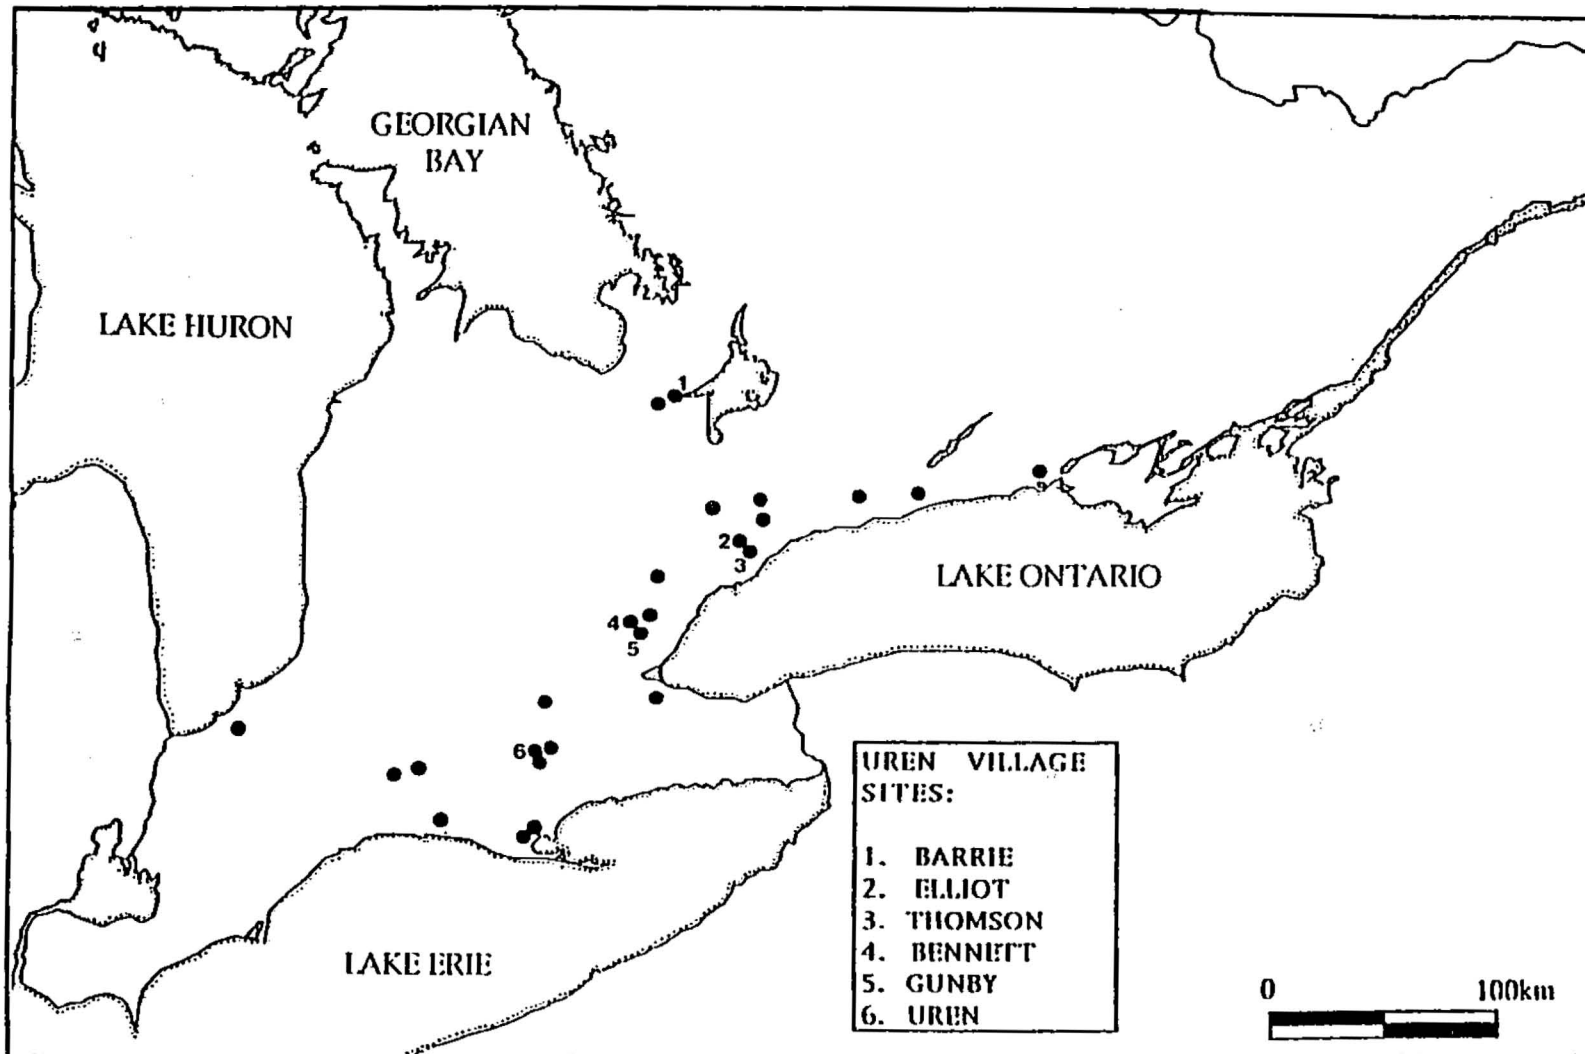 GEORGIAN
BAY
LAKE HURON
1
2
3
LAKE ONTARIO
4
5
6
UREN VILLAGE
SITES:
1. BARRIE
2. ELLIOT
3. THOMSON
4. BENNETT
5. GUNBY
6. UREN
LAKE ERIE
0 100km